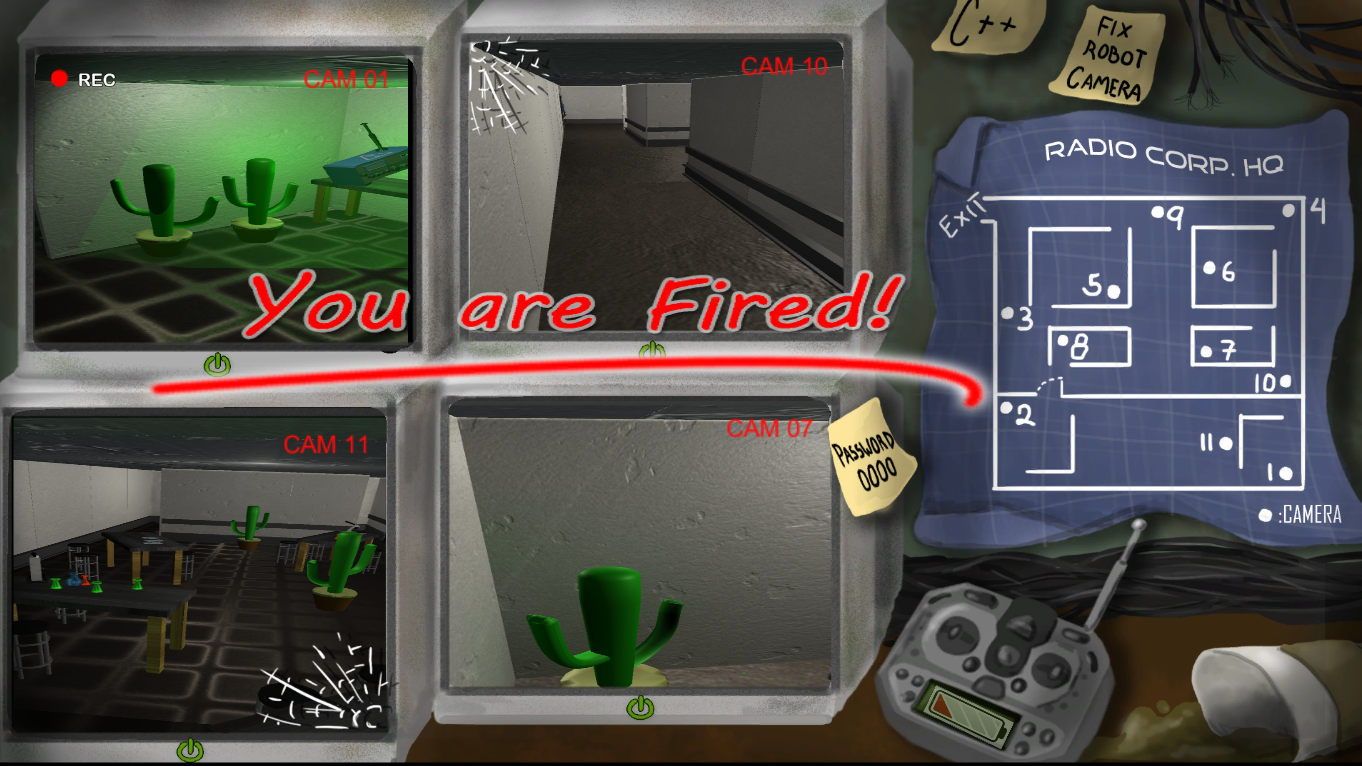 C++
FIX
ROBOT
CAMERA
REC
CAM 01
CAM 10
RADIO CORP. HQ
EXIT
9
4
5
6
3
8
7
10
2
11
1
:CAMERA
You are Fired!
CAM 11
CAM 07
PASSWORD
0000